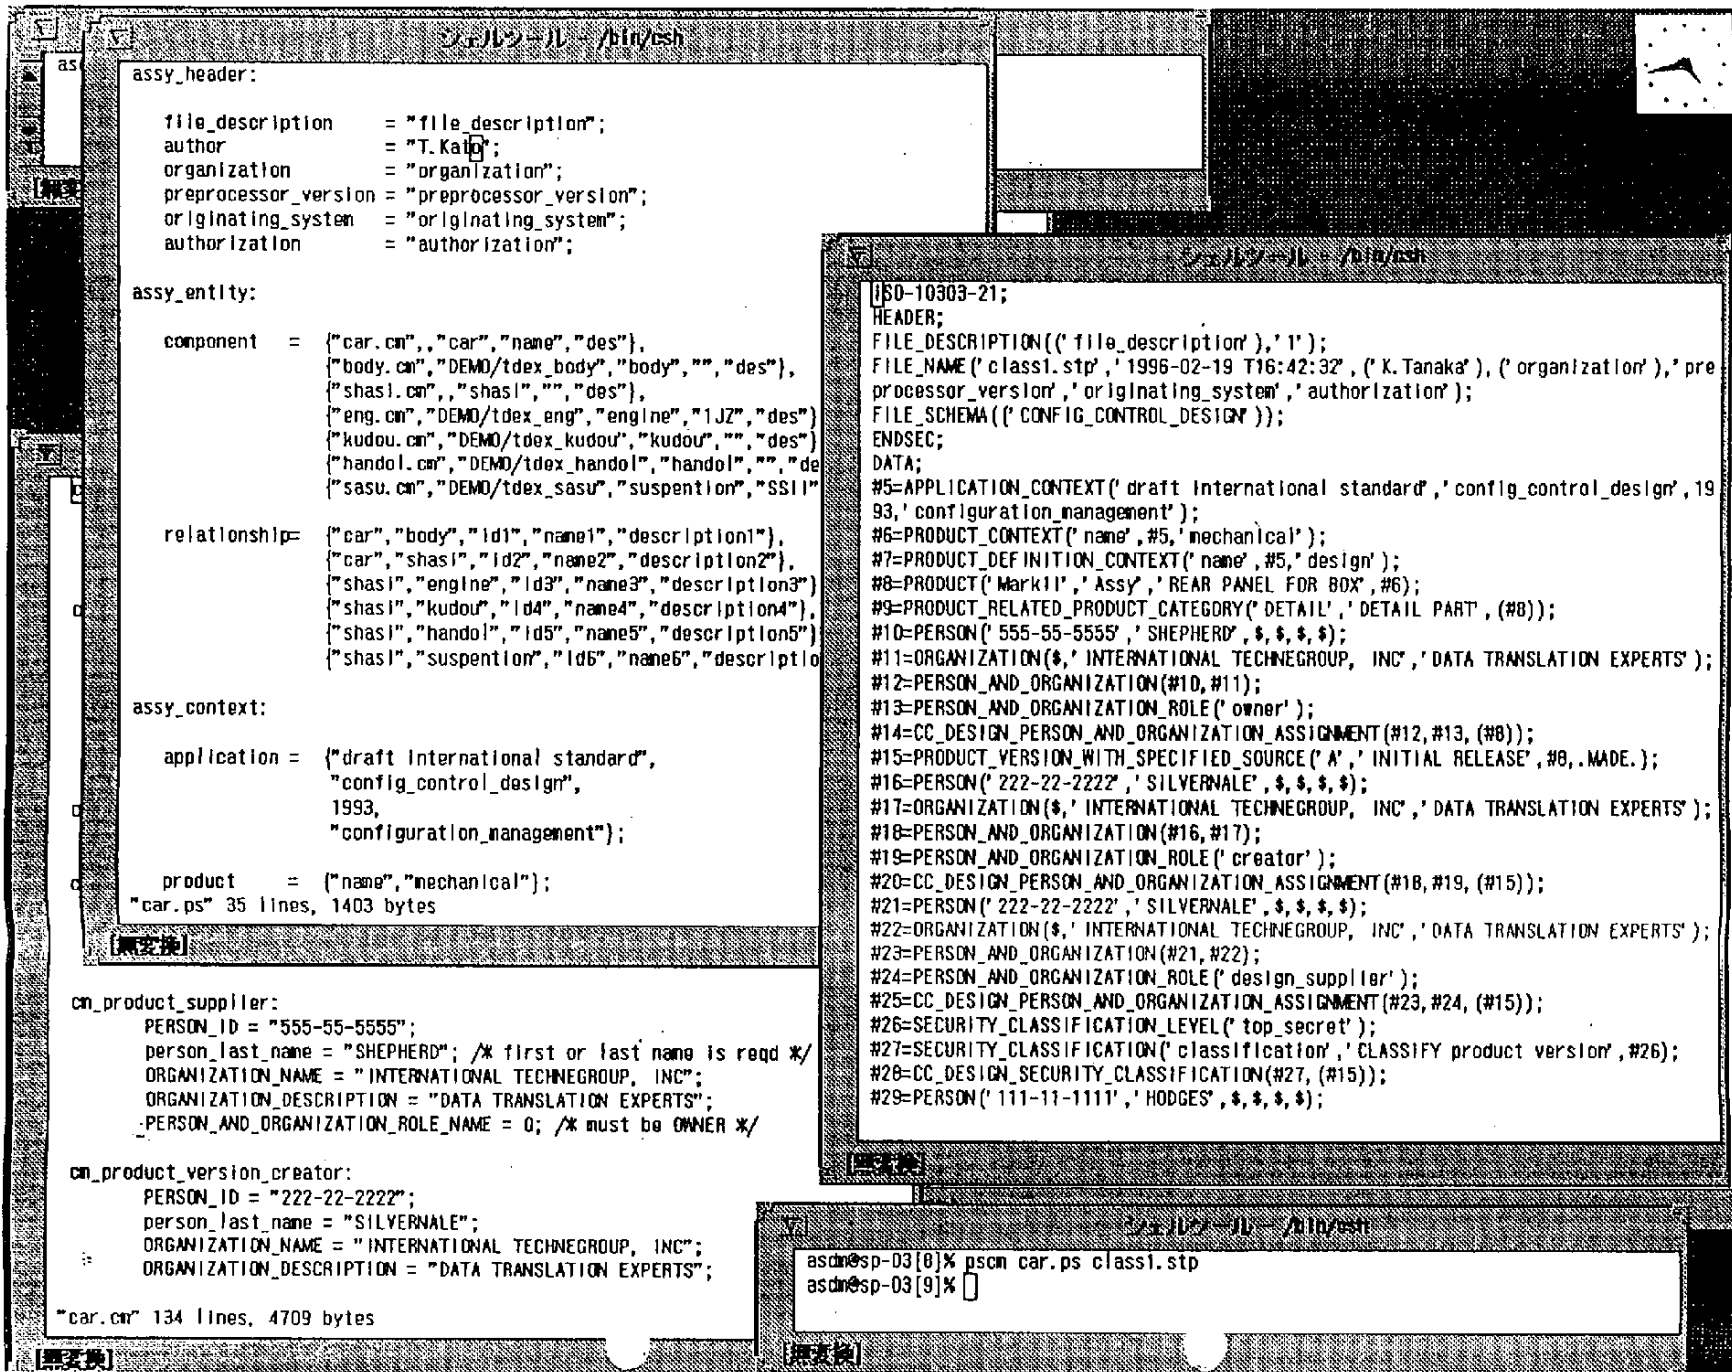 シェルツール - /bin/csh
as
assy_header:
file_description = "file_description";
author = "T.Kato";
organization = "organization";
preprocessor_version = "preprocessor_version";
originating_system = "originating_system";
authorization = "authorization";
assy_entity:
component = {"car.cm",,"car","name","des"},
{"body.cm","DEMO/tdex_body","body","","des"},
{"shasi.cm",,"shasi","","des"},
{"eng.cm","DEMO/tdex_eng","engine","1JZ","des"}
{"kudou.cm","DEMO/tdex_kudou","kudou","","des"}
{"handol.cm","DEMO/tdex_handol","handol","","de
{"sasu.cm","DEMO/tdex_sasu","suspention","SSII"
relationship= {"car","body","id1","name1","description1"},
{"car","shasi","id2","name2","description2"},
{"shasi","engine","id3","name3","description3"}
{"shasi","kudou","id4","name4","description4"},
{"shasi","handol","id5","name5","description5"}
{"shasi","suspention","id6","name6","descriptio
assy_context:
application = {"draft international standard",
"config_control_design",
1993,
"configuration_management"};
product = {"name","mechanical"};
"car.ps" 35 lines, 1403 bytes
[無変換]
cm_product_supplier:
PERSON_ID = "555-55-5555";
person_last_name = "SHEPHERD"; /* first or last name is reqd */
ORGANIZATION_NAME = "INTERNATIONAL TECHNEGROUP, INC";
ORGANIZATION_DESCRIPTION = "DATA TRANSLATION EXPERTS";
PERSON_AND_ORGANIZATION_ROLE_NAME = 0; /* must be OWNER */
cm_product_version_creator:
PERSON_ID = "222-22-2222";
person_last_name = "SILVERNALE";
ORGANIZATION_NAME = "INTERNATIONAL TECHNEGROUP, INC";
ORGANIZATION_DESCRIPTION = "DATA TRANSLATION EXPERTS";
"car.cm" 134 lines, 4709 bytes
[無変換]
シェルツール - /bin/csh
ISO-10303-21;
HEADER;
FILE_DESCRIPTION(('file_description'),'1');
FILE_NAME('class1.stp','1996-02-19 T16:42:32',('K.Tanaka'),('organization'),'pre
processor_version','originating_system','authorization');
FILE_SCHEMA(('CONFIG_CONTROL_DESIGN'));
ENDSEC;
DATA;
#5=APPLICATION_CONTEXT('draft international standard','config_control_design',19
93,'configuration_management');
#6=PRODUCT_CONTEXT('name',#5,'mechanical');
#7=PRODUCT_DEFINITION_CONTEXT('name',#5,'design');
#8=PRODUCT('MarkII','Assy','REAR PANEL FOR BOX',#6);
#9=PRODUCT_RELATED_PRODUCT_CATEGORY('DETAIL','DETAIL PART',(#8));
#10=PERSON('555-55-5555','SHEPHERD',$,$,$,$);
#11=ORGANIZATION($,'INTERNATIONAL TECHNEGROUP, INC','DATA TRANSLATION EXPERTS');
#12=PERSON_AND_ORGANIZATION(#10,#11);
#13=PERSON_AND_ORGANIZATION_ROLE('owner');
#14=CC_DESIGN_PERSON_AND_ORGANIZATION_ASSIGNMENT(#12,#13,(#8));
#15=PRODUCT_VERSION_WITH_SPECIFIED_SOURCE('A','INITIAL RELEASE',#8,.MADE.);
#16=PERSON('222-22-2222','SILVERNALE',$,$,$,$);
#17=ORGANIZATION($,'INTERNATIONAL TECHNEGROUP, INC','DATA TRANSLATION EXPERTS');
#18=PERSON_AND_ORGANIZATION(#16,#17);
#19=PERSON_AND_ORGANIZATION_ROLE('creator');
#20=CC_DESIGN_PERSON_AND_ORGANIZATION_ASSIGNMENT(#18,#19,(#15));
#21=PERSON('222-22-2222','SILVERNALE',$,$,$,$);
#22=ORGANIZATION($,'INTERNATIONAL TECHNEGROUP, INC','DATA TRANSLATION EXPERTS');
#23=PERSON_AND_ORGANIZATION(#21,#22);
#24=PERSON_AND_ORGANIZATION_ROLE('design_supplier');
#25=CC_DESIGN_PERSON_AND_ORGANIZATION_ASSIGNMENT(#23,#24,(#15));
#26=SECURITY_CLASSIFICATION_LEVEL('top_secret');
#27=SECURITY_CLASSIFICATION('classification','CLASSIFY product version',#26);
#28=CC_DESIGN_SECURITY_CLASSIFICATION(#27,(#15));
#29=PERSON('111-11-1111','HODGES',$,$,$,$);
[無変換]
シェルツール - /bin/csh
asdm@sp-03[8]% pscm car.ps class1.stp
asdm@sp-03[9]%
[無変換]